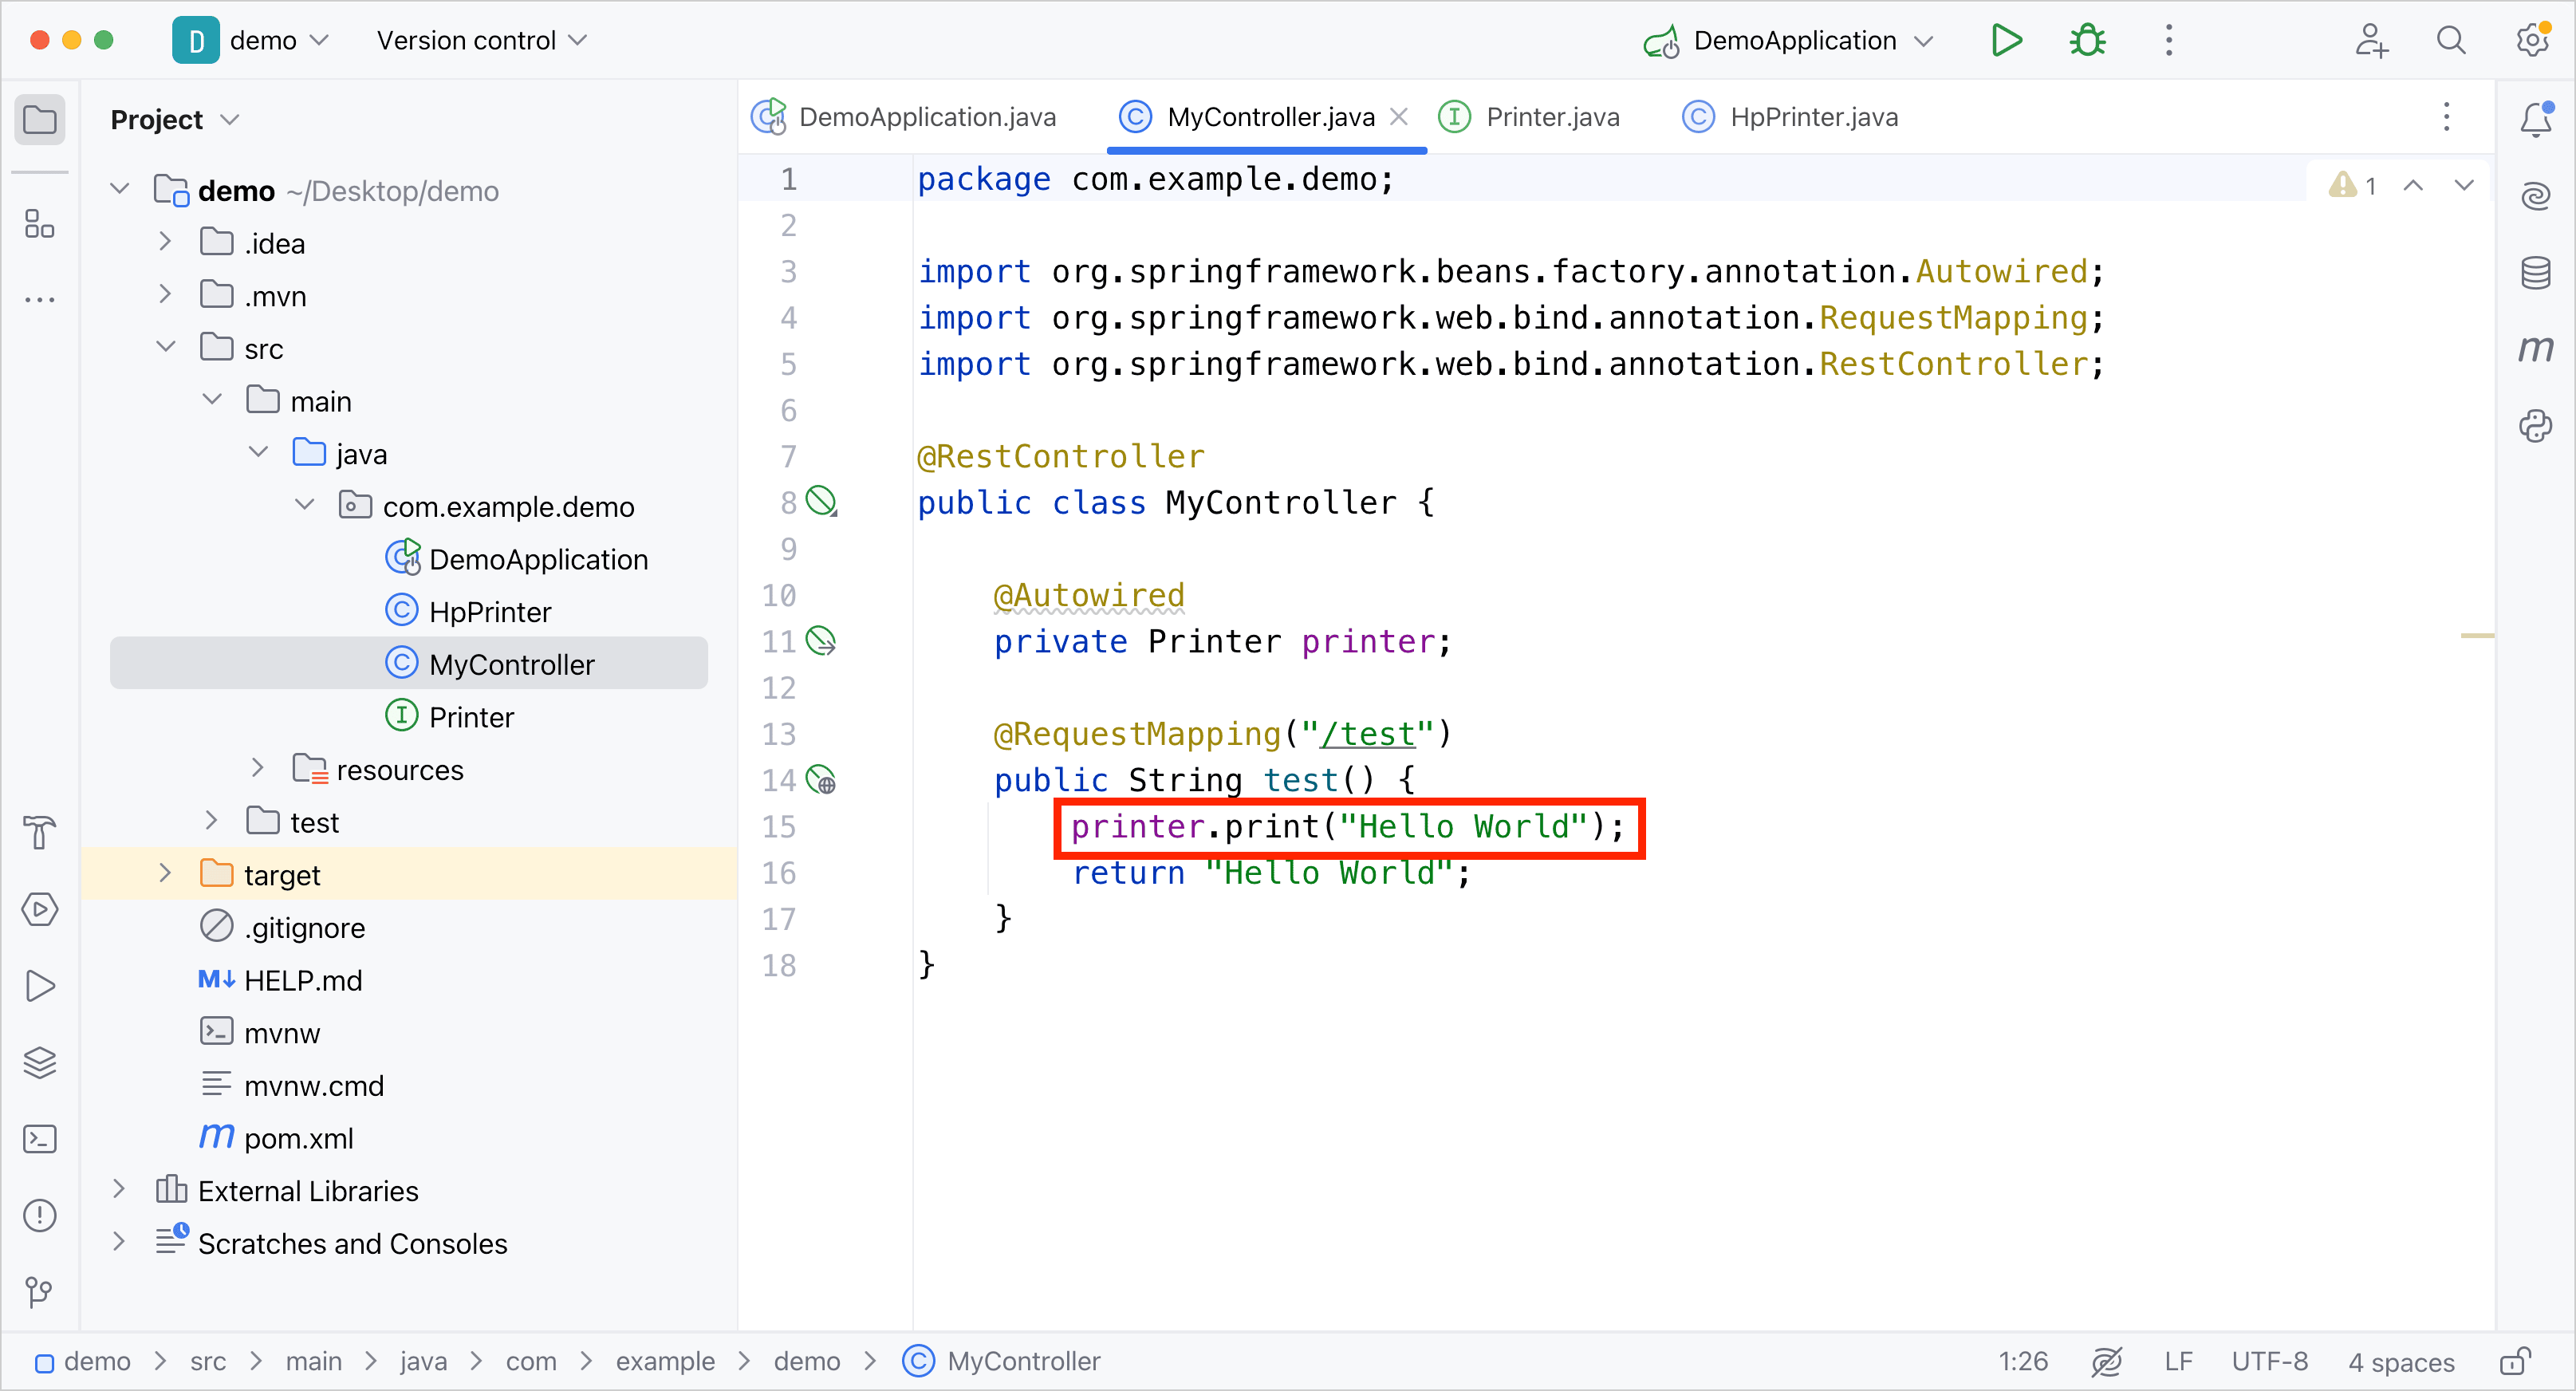 D demo Version control DemoApplication
Project
demo ~/Desktop/demo
.idea
.mvn
src
main
java
com.example.demo
DemoApplication
HpPrinter
MyController
Printer
resources
test
target
.gitignore
M↓ HELP.md
mvnw
mvnw.cmd
m pom.xml
External Libraries
Scratches and Consoles
DemoApplication.java MyController.java Printer.java HpPrinter.java
1 package com.example.demo;
2
3 import org.springframework.beans.factory.annotation.Autowired;
4 import org.springframework.web.bind.annotation.RequestMapping;
5 import org.springframework.web.bind.annotation.RestController;
6
7 @RestController
8 public class MyController {
9
10 @Autowired
11 private Printer printer;
12
13 @RequestMapping("/test")
14 public String test() {
15 printer.print("Hello World");
16 return "Hello World";
17 }
18 }
1
m
demo > src > main > java > com > example > demo > MyController
1:26 LF UTF-8 4 spaces